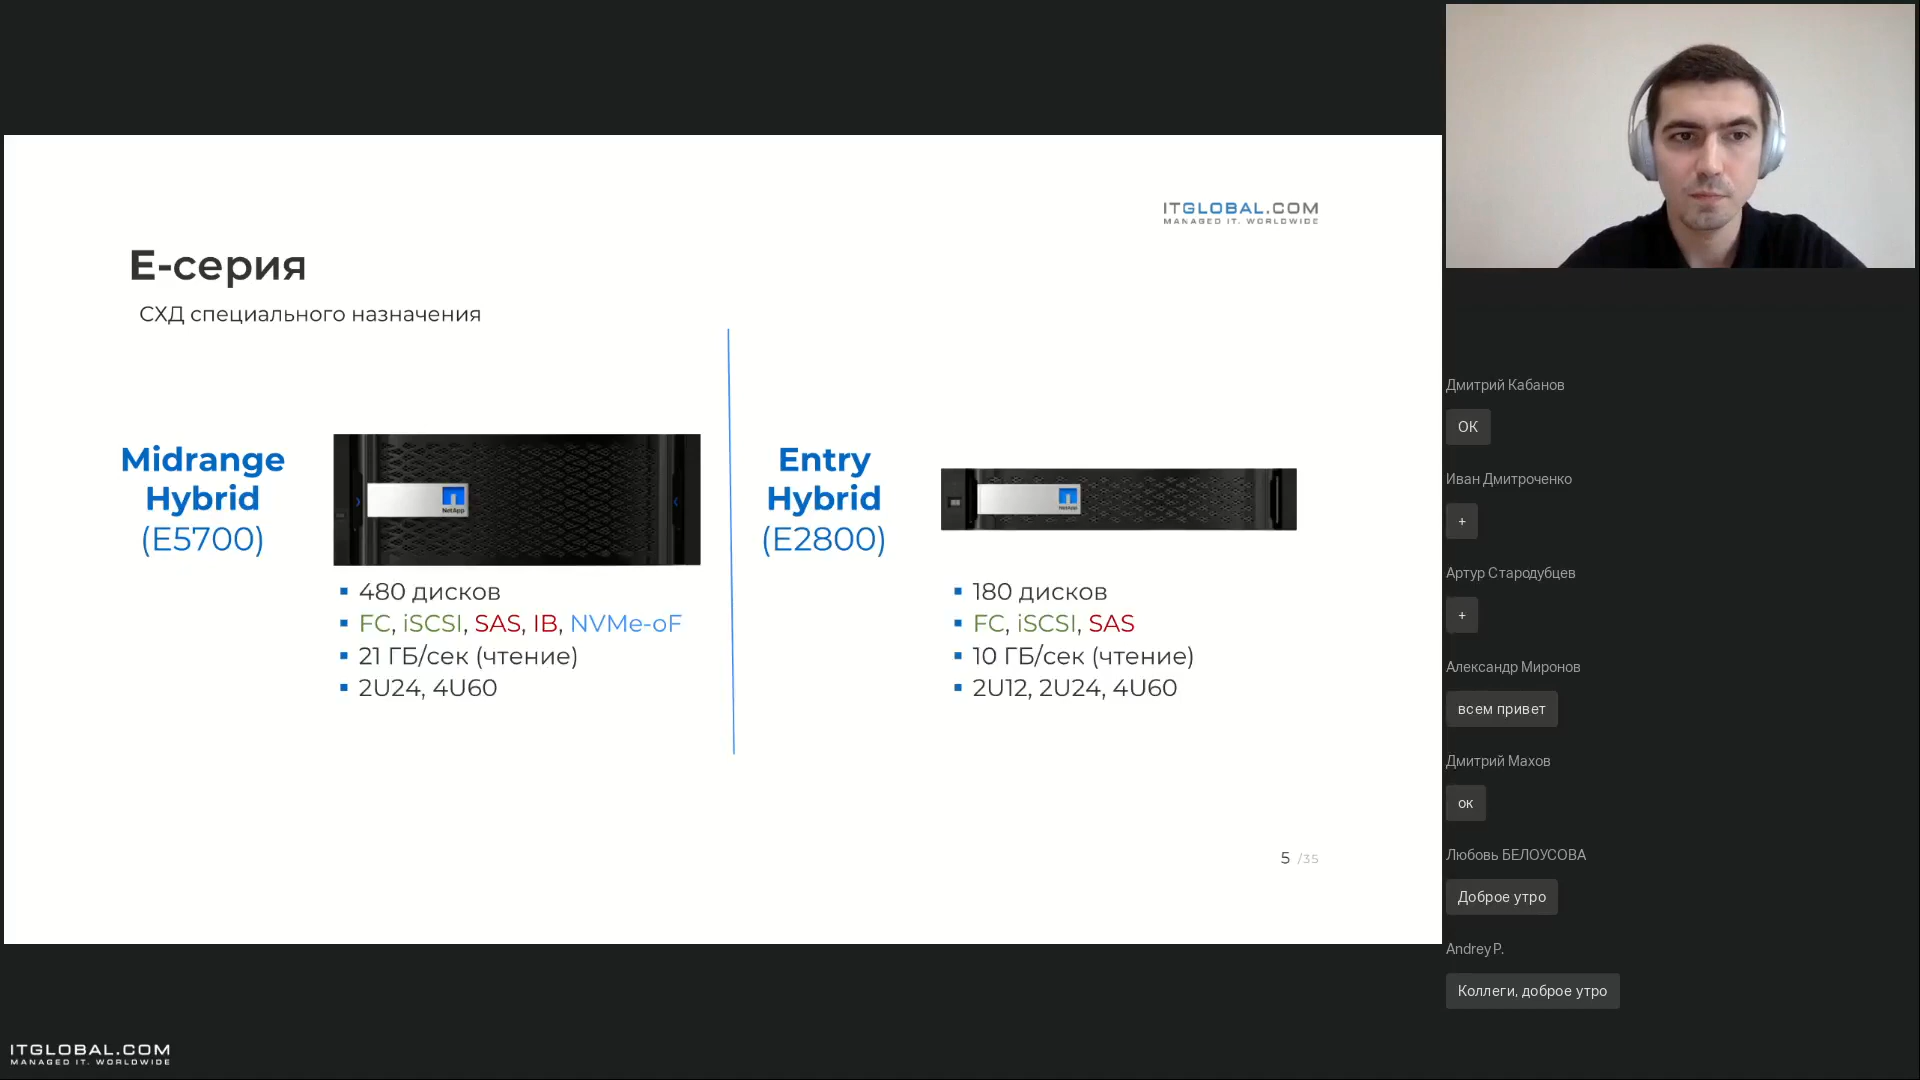 ITGLOBAL.COM
MANAGED IT. WORLDWIDE
Е-серия
СХД специального назначения
Midrange
Hybrid
(E5700)
NetApp
480 дисков
FC, iSCSI, SAS, IB, NVMe-oF
21 ГБ/сек (чтение)
2U24, 4U60
Entry
Hybrid
(E2800)
NetApp
180 дисков
FC, iSCSI, SAS
10 ГБ/сек (чтение)
2U12, 2U24, 4U60
5 /35
Дмитрий Кабанов
ОК
Иван Дмитроченко
+
Артур Стародубцев
+
Александр Миронов
всем привет
Дмитрий Махов
ок
Любовь БЕЛОУСОВА
Доброе утро
Andrey P.
Коллеги, доброе утро
ITGLOBAL.COM
MANAGED IT. WORLDWIDE